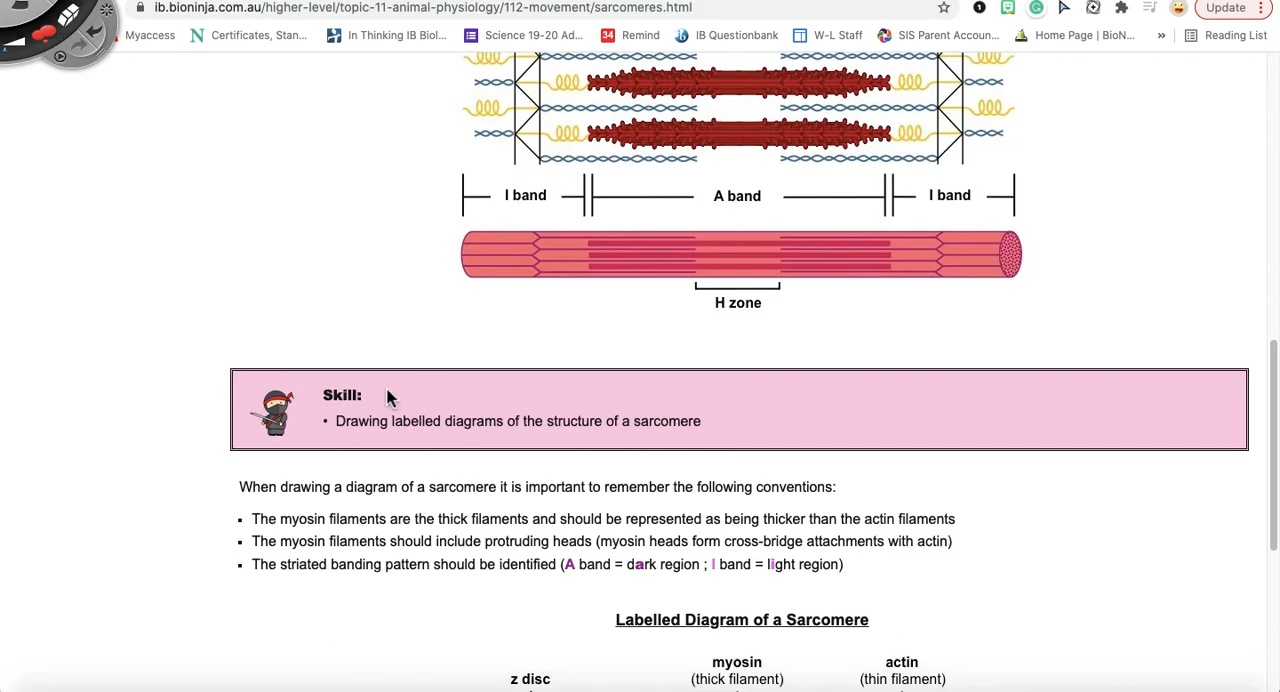 ib.bioninja.com.au/higher-level/topic-11-animal-physiology/112-movement/sarcomeres.html
Update
Myaccess
Certificates, Stan...
In Thinking IB Biol...
Science 19-20 Ad...
34 Remind
IB Questionbank
W-L Staff
SIS Parent Accoun...
Home Page | BioN...
»
Reading List
I band A band I band
H zone
Skill:
• Drawing labelled diagrams of the structure of a sarcomere
When drawing a diagram of a sarcomere it is important to remember the following conventions:
▪ The myosin filaments are the thick filaments and should be represented as being thicker than the actin filaments
▪ The myosin filaments should include protruding heads (myosin heads form cross-bridge attachments with actin)
▪ The striated banding pattern should be identified (A band = dark region ; I band = light region)
Labelled Diagram of a Sarcomere
myosin actin
z disc (thick filament) (thin filament)